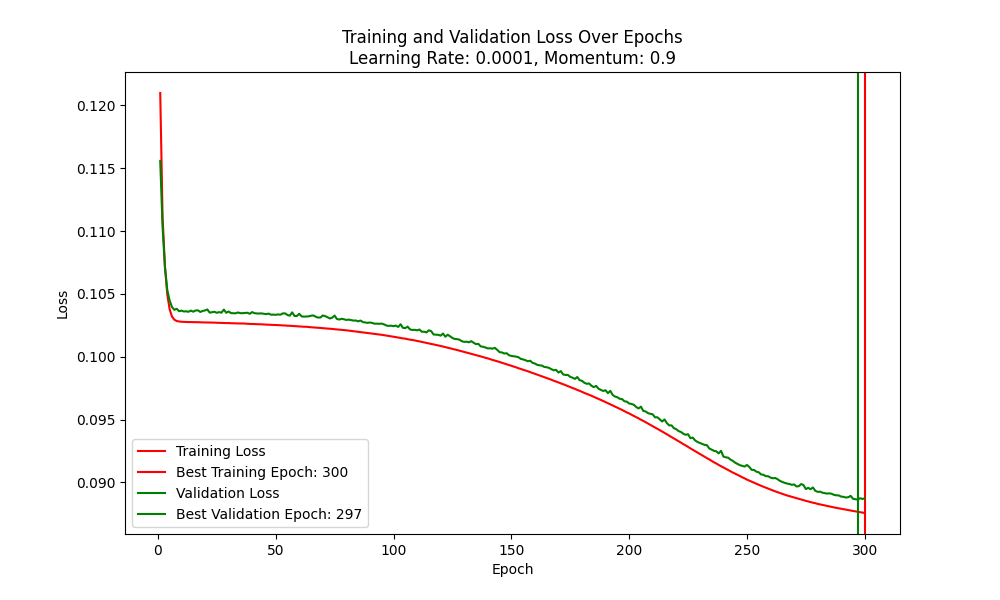 Training and Validation Loss Over Epochs
Learning Rate: 0.0001, Momentum: 0.9
0.120
0.115
0.110
0.105
0.100
0.095
0.090
Loss
Training Loss
Best Training Epoch: 300
Validation Loss
Best Validation Epoch: 297
0 50 100 150 200 250 300
Epoch